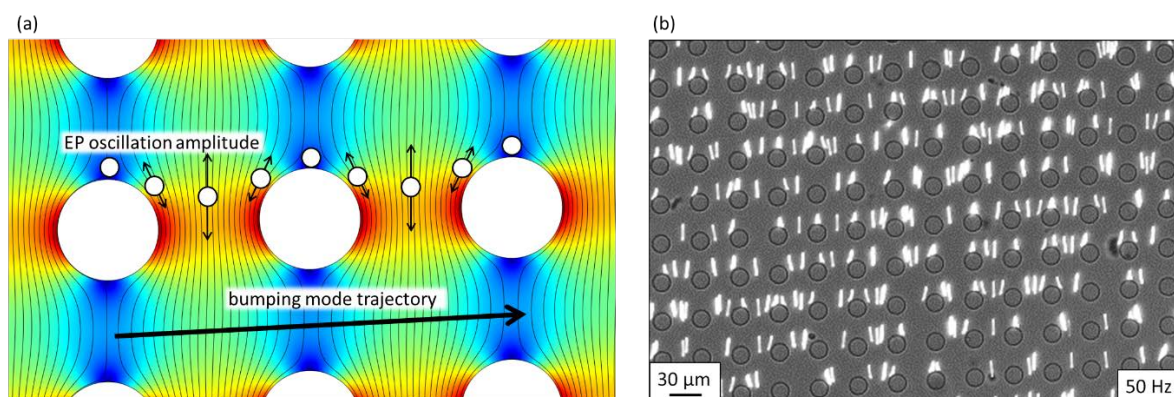 (a)
EP oscillation amplitude
bumping mode trajectory
(b)
30 μm
50 Hz